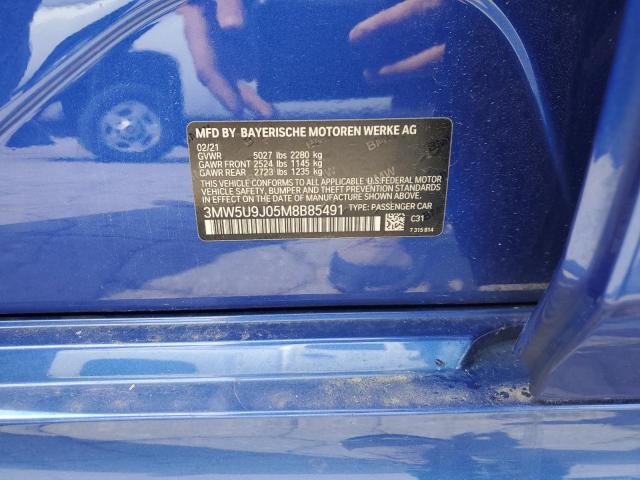 MFD BY BAYERISCHE MOTOREN WERKE AG
02/21
GVWR 5027 lbs 2280 kg
GAWR FRONT 2524 lbs 1145 kg
GAWR REAR 2723 lbs 1235 kg
THIS VEHICLE CONFORMS TO ALL APPLICABLE U.S. FEDERAL MOTOR
VEHICLE SAFETY, BUMPER AND THEFT PREVENTION STANDARDS
IN EFFECT ON THE DATE OF MANUFACTURE SHOWN ABOVE.
3MW5U9J05M8B85491 TYPE: PASSENGER CAR
C31
7 315 814